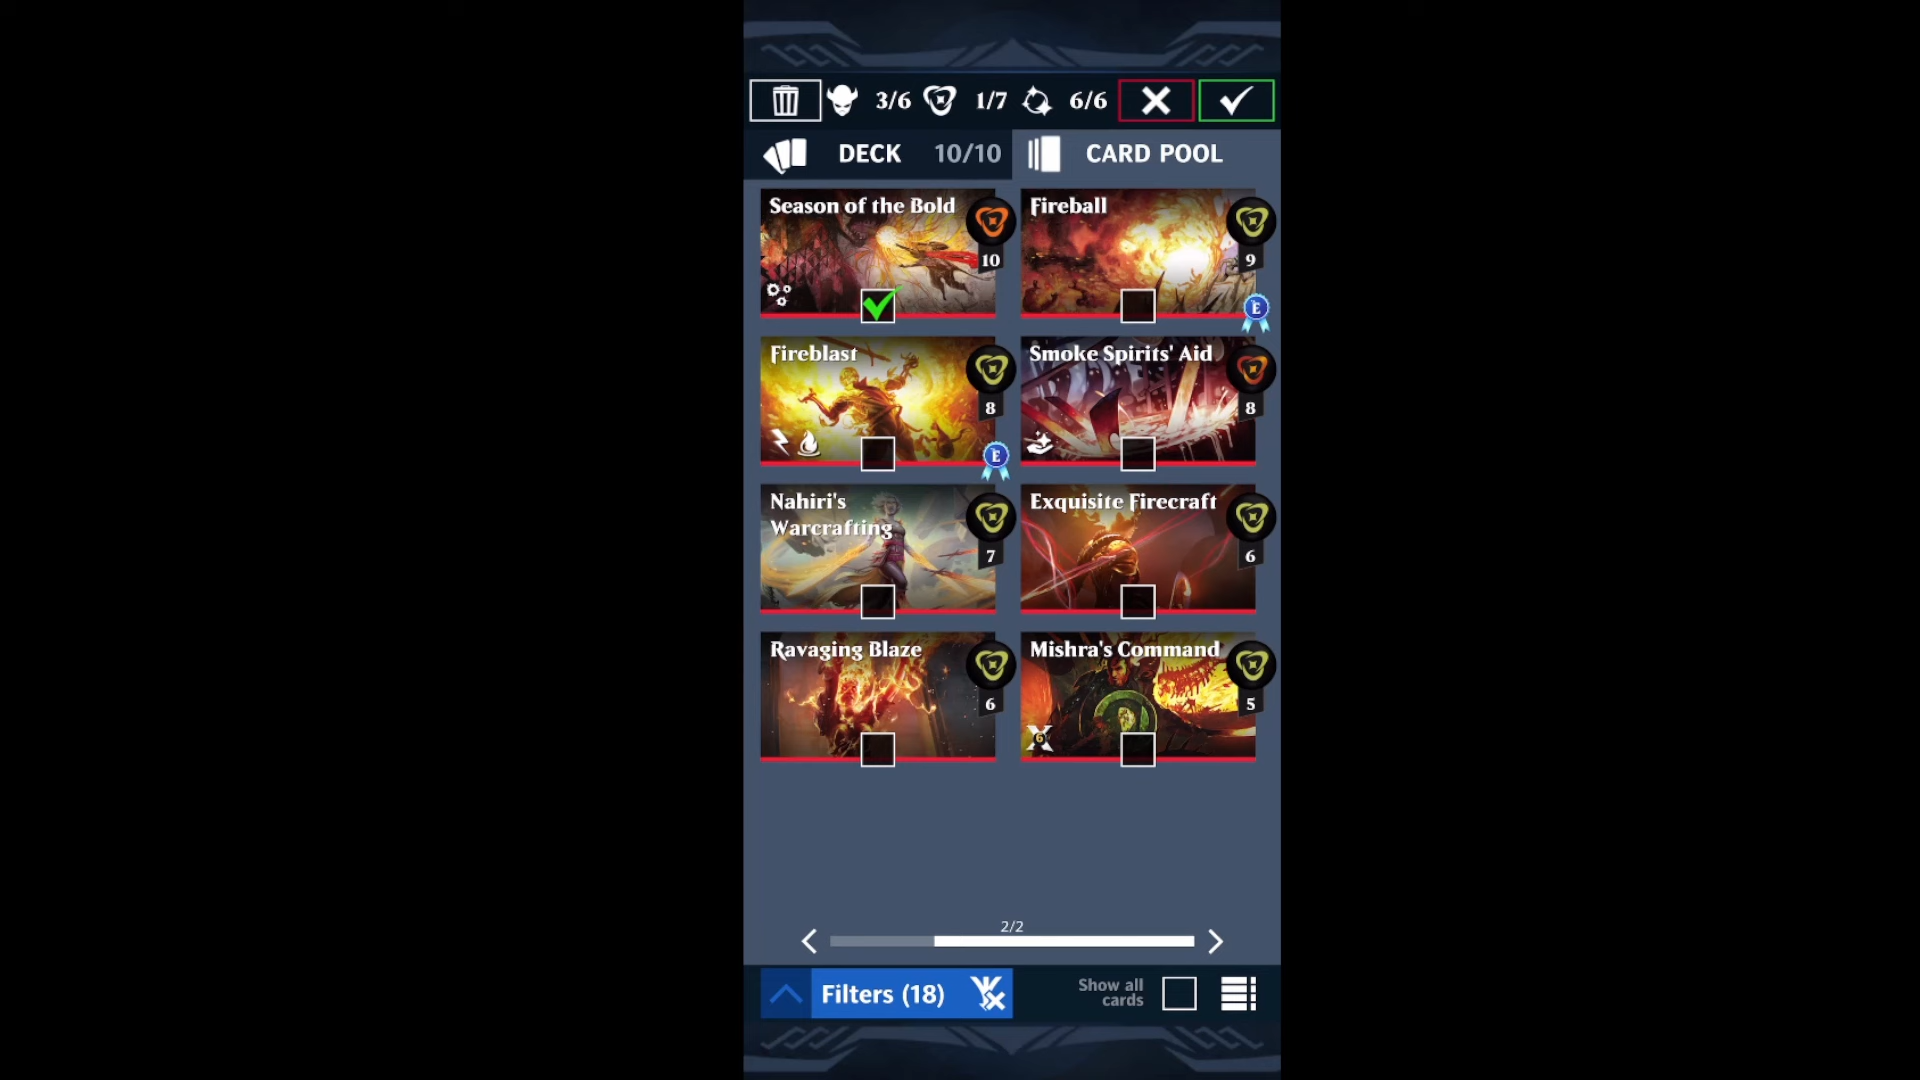 3/6 1/7 6/6
DECK 10/10 CARD POOL
Season of the Bold
10
Fireball
9
E
Fireblast
8
E
Smoke Spirits' Aid
8
Nahiri's
Warcrafting
7
Exquisite Firecraft
6
Ravaging Blaze
6
Mishra's Command
5
X
6
2/2
Filters (18)
Show all
cards